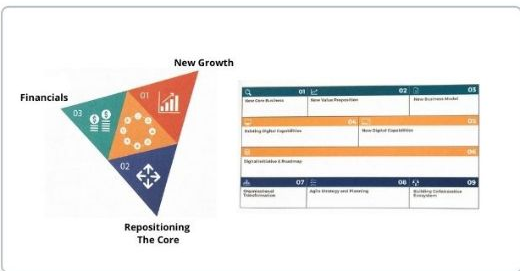 New Growth
Financials
01
03
02
Repositioning
The Core
01
02
03
New Core Business
New Value Proposition
New Business Model
04
05
Existing Digital Capabilities
New Digital Capabilities
06
Digital Initiative & Roadmap
07
08
09
Organizational
Transformation
Agile Strategy and Planning
Building Collaborative
Ecosystem